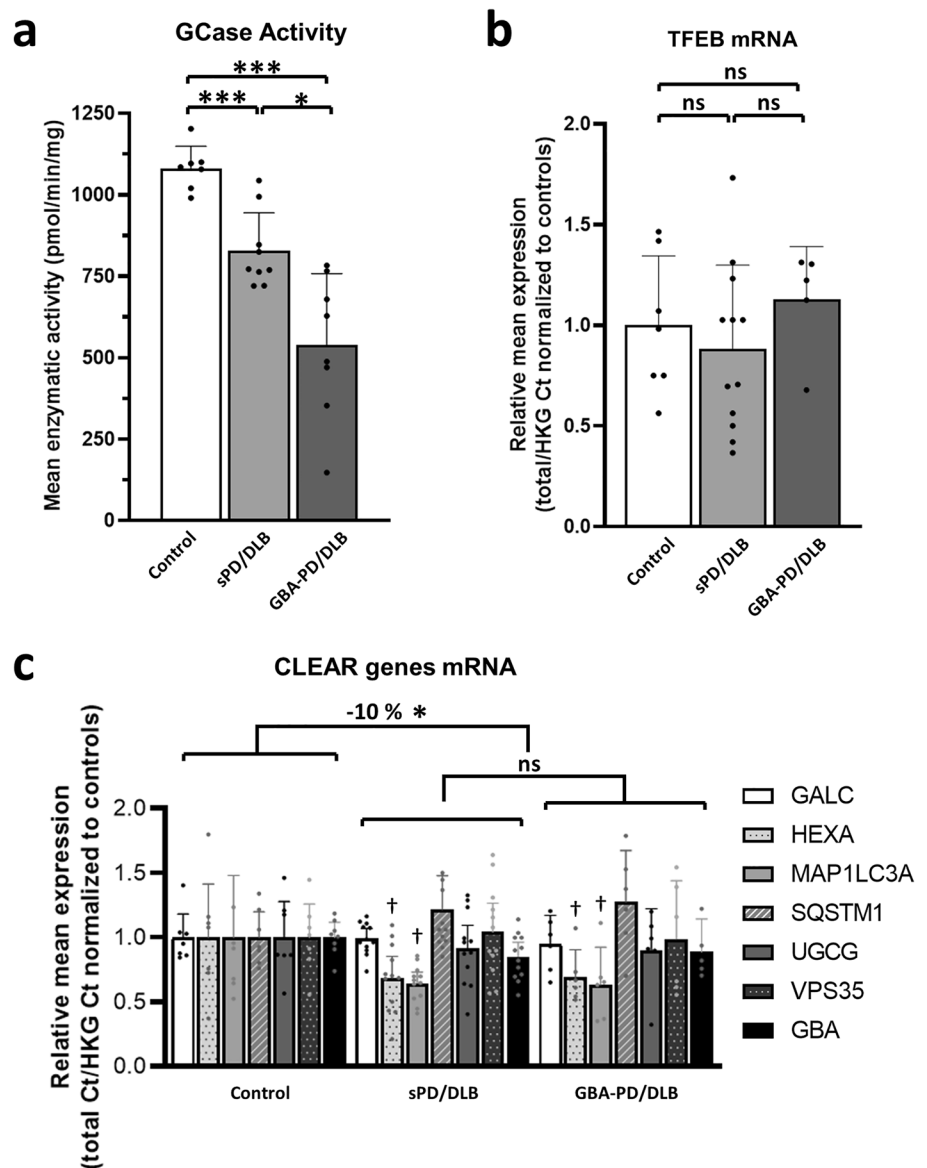 a
GCase Activity
***
***
*
Mean enzymatic activity (pmol/min/mg)
1250
1000
750
500
250
0
Control
sPD/DLB
GBA-PD/DLB
b
TFEB mRNA
ns
ns
ns
Relative mean expression
(total/HKG Ct normalized to controls)
2.0
1.5
1.0
0.5
0.0
Control
sPD/DLB
GBA-PD/DLB
c
CLEAR genes mRNA
-10 % *
ns
Relative mean expression
(total Ct/HKG Ct normalized to controls)
2.0
1.5
1.0
0.5
0.0
†
†
†
†
Control
sPD/DLB
GBA-PD/DLB
GALC
HEXA
MAP1LC3A
SQSTM1
UGCG
VPS35
GBA